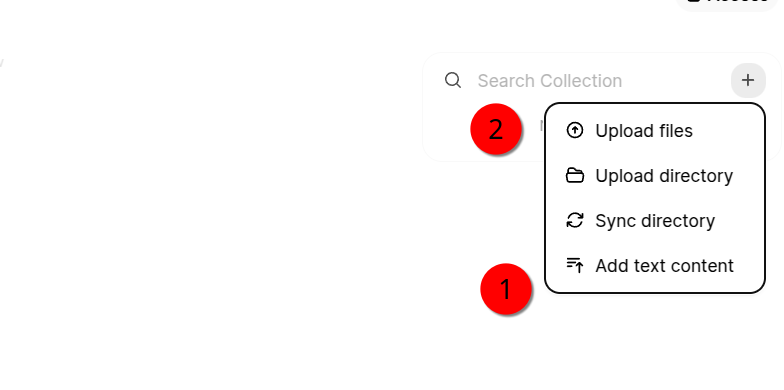 Search Collection
2
Upload files
Upload directory
Sync directory
Add text content
1